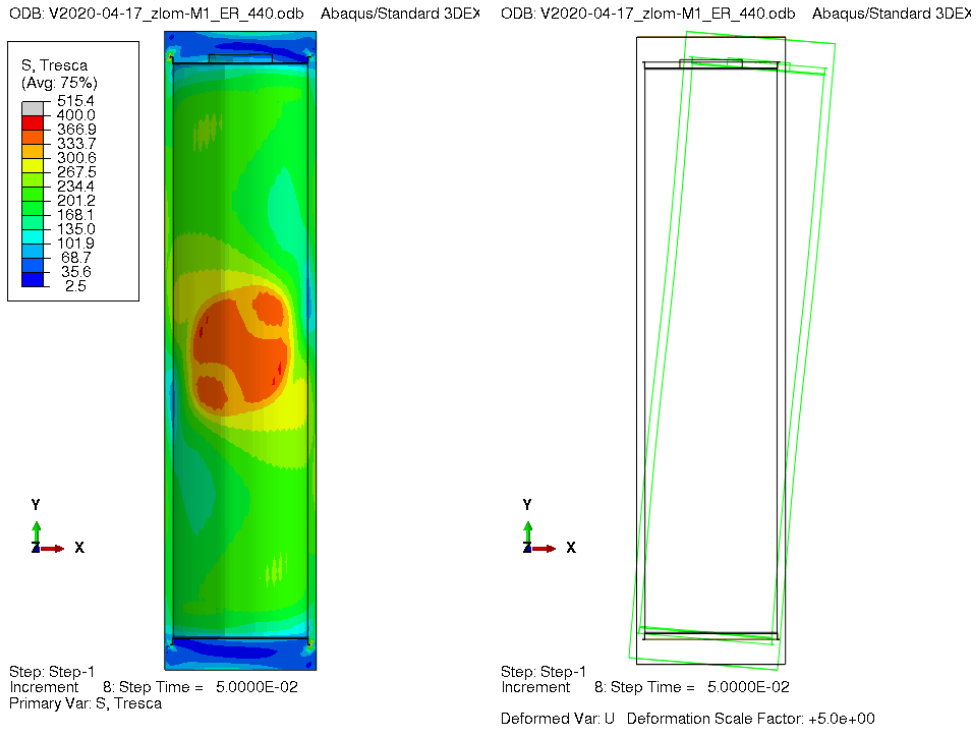 ODB: V2020-04-17_zlom-M1_ER_440.odb Abaqus/Standard 3DEX
S, Tresca
(Avg: 75%)
515.4
400.0
366.9
333.7
300.6
267.5
234.4
201.2
168.1
135.0
101.9
68.7
35.6
2.5
Y
Z X
Step: Step-1
Increment 8: Step Time = 5.0000E-02
Primary Var: S, Tresca
ODB: V2020-04-17_zlom-M1_ER_440.odb Abaqus/Standard 3DEX
Y
Z X
Step: Step-1
Increment 8: Step Time = 5.0000E-02
Deformed Var: U Deformation Scale Factor: +5.0e+00